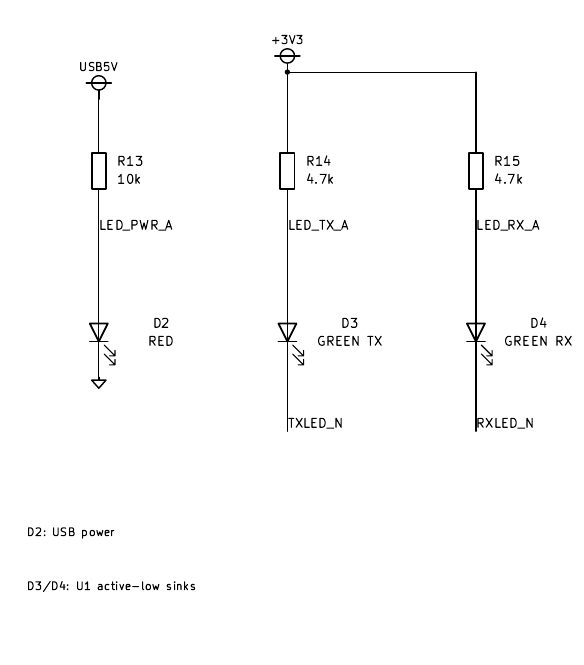 +3V3
USB5V
R13
10k
R14
4.7k
R15
4.7k
LED_PWR_A
LED_TX_A
LED_RX_A
D2
RED
D3
GREEN TX
D4
GREEN RX
TXLED_N
RXLED_N
D2: USB power
D3/D4: U1 active-low sinks